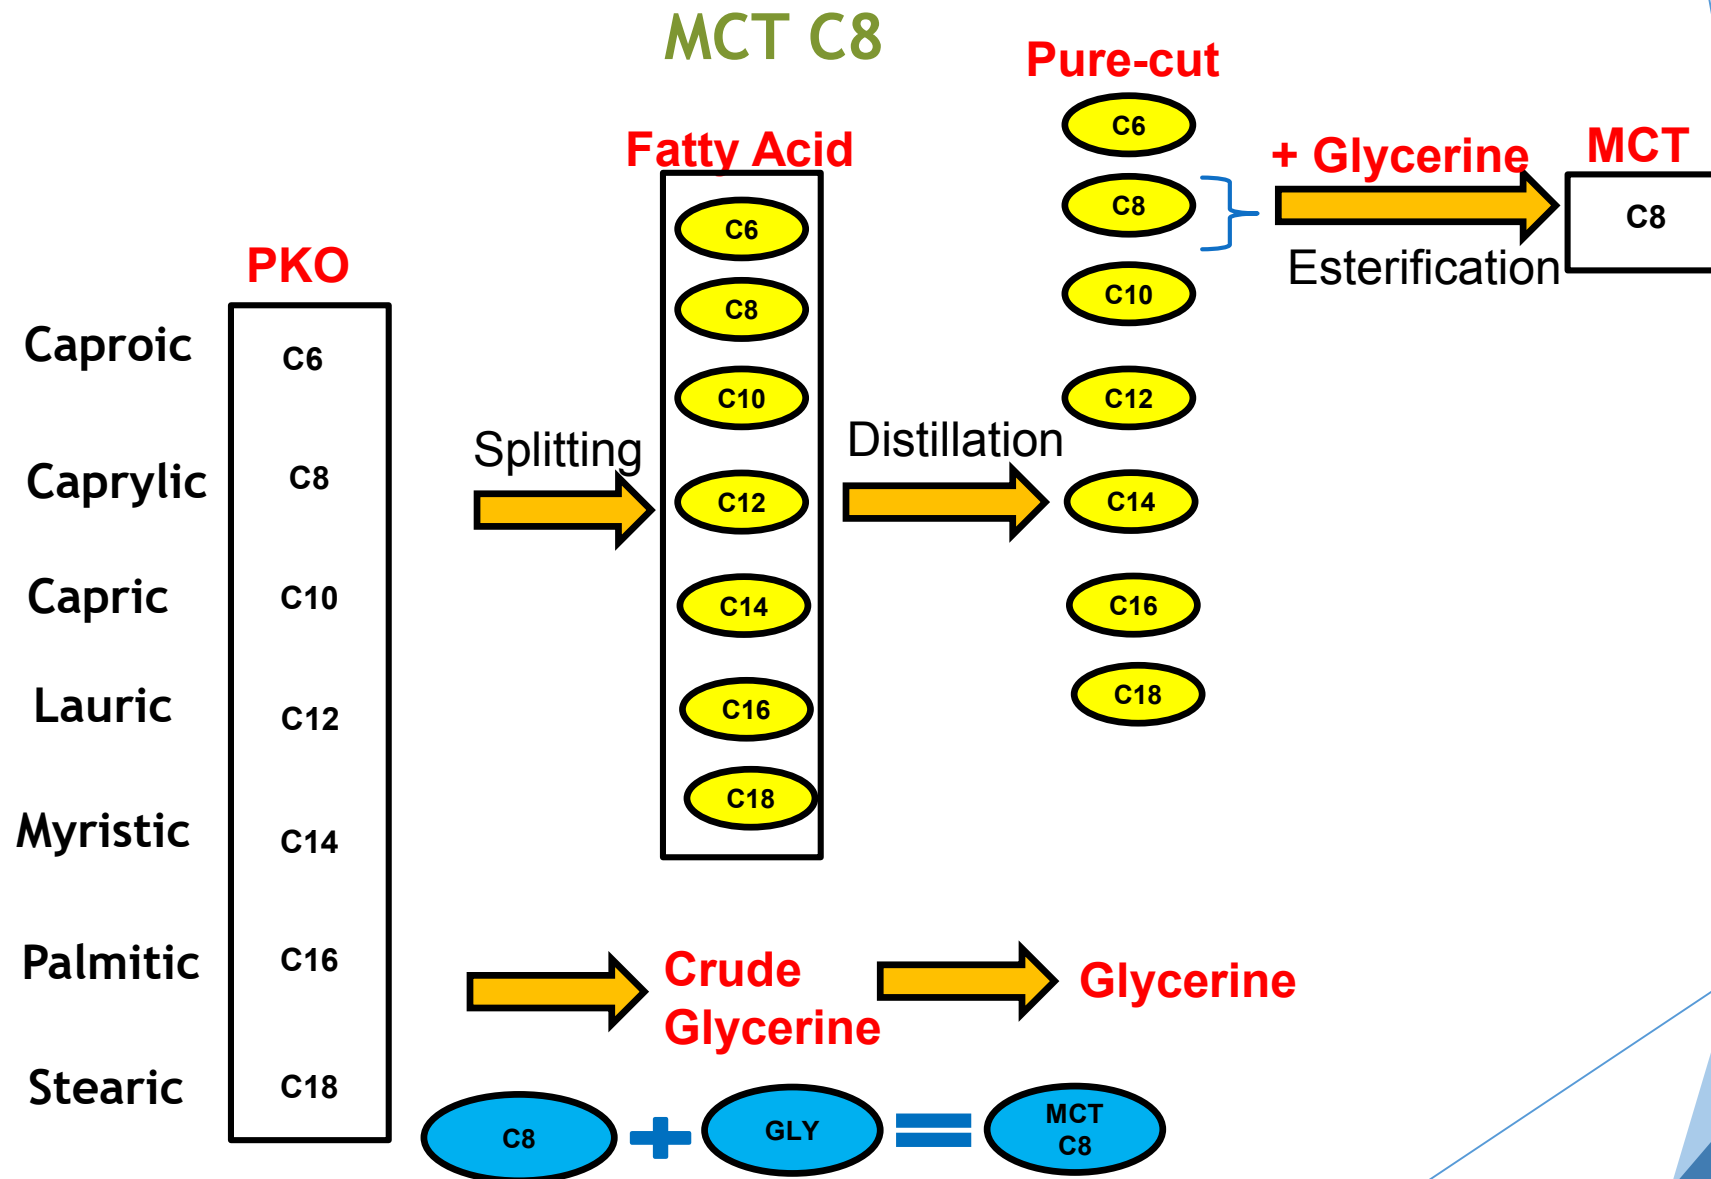 MCT C8
PKO
Caproic
C6
Caprylic
C8
Capric
C10
Lauric
C12
Myristic
C14
Palmitic
C16
Stearic
C18
Splitting
Fatty Acid
C6
C8
C10
C12
C14
C16
C18
Distillation
Pure-cut
C6
C8
C10
C12
C14
C16
C18
+ Glycerine
Esterification
MCT
C8
Crude
Glycerine
Glycerine
C8
GLY
MCT
C8